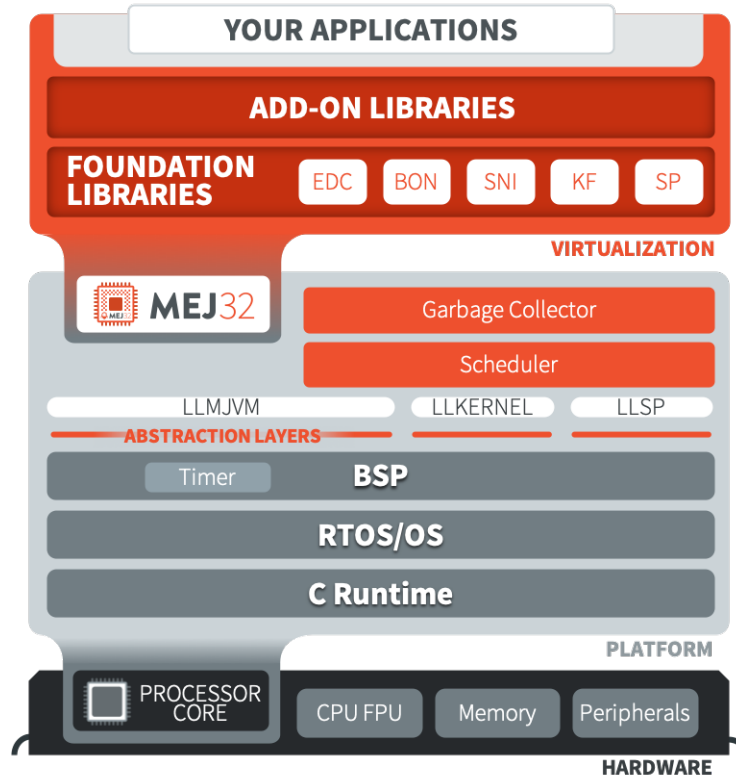 YOUR APPLICATIONS
ADD-ON LIBRARIES
FOUNDATION
LIBRARIES
EDC BON SNI KF SP
VIRTUALIZATION
MEJ32
MEJ32
Garbage Collector
Scheduler
LLMJVM LLKERNEL LLSP
ABSTRACTION LAYERS
Timer BSP
RTOS/OS
C Runtime
PLATFORM
PROCESSOR
CORE
CPU FPU Memory Peripherals
HARDWARE